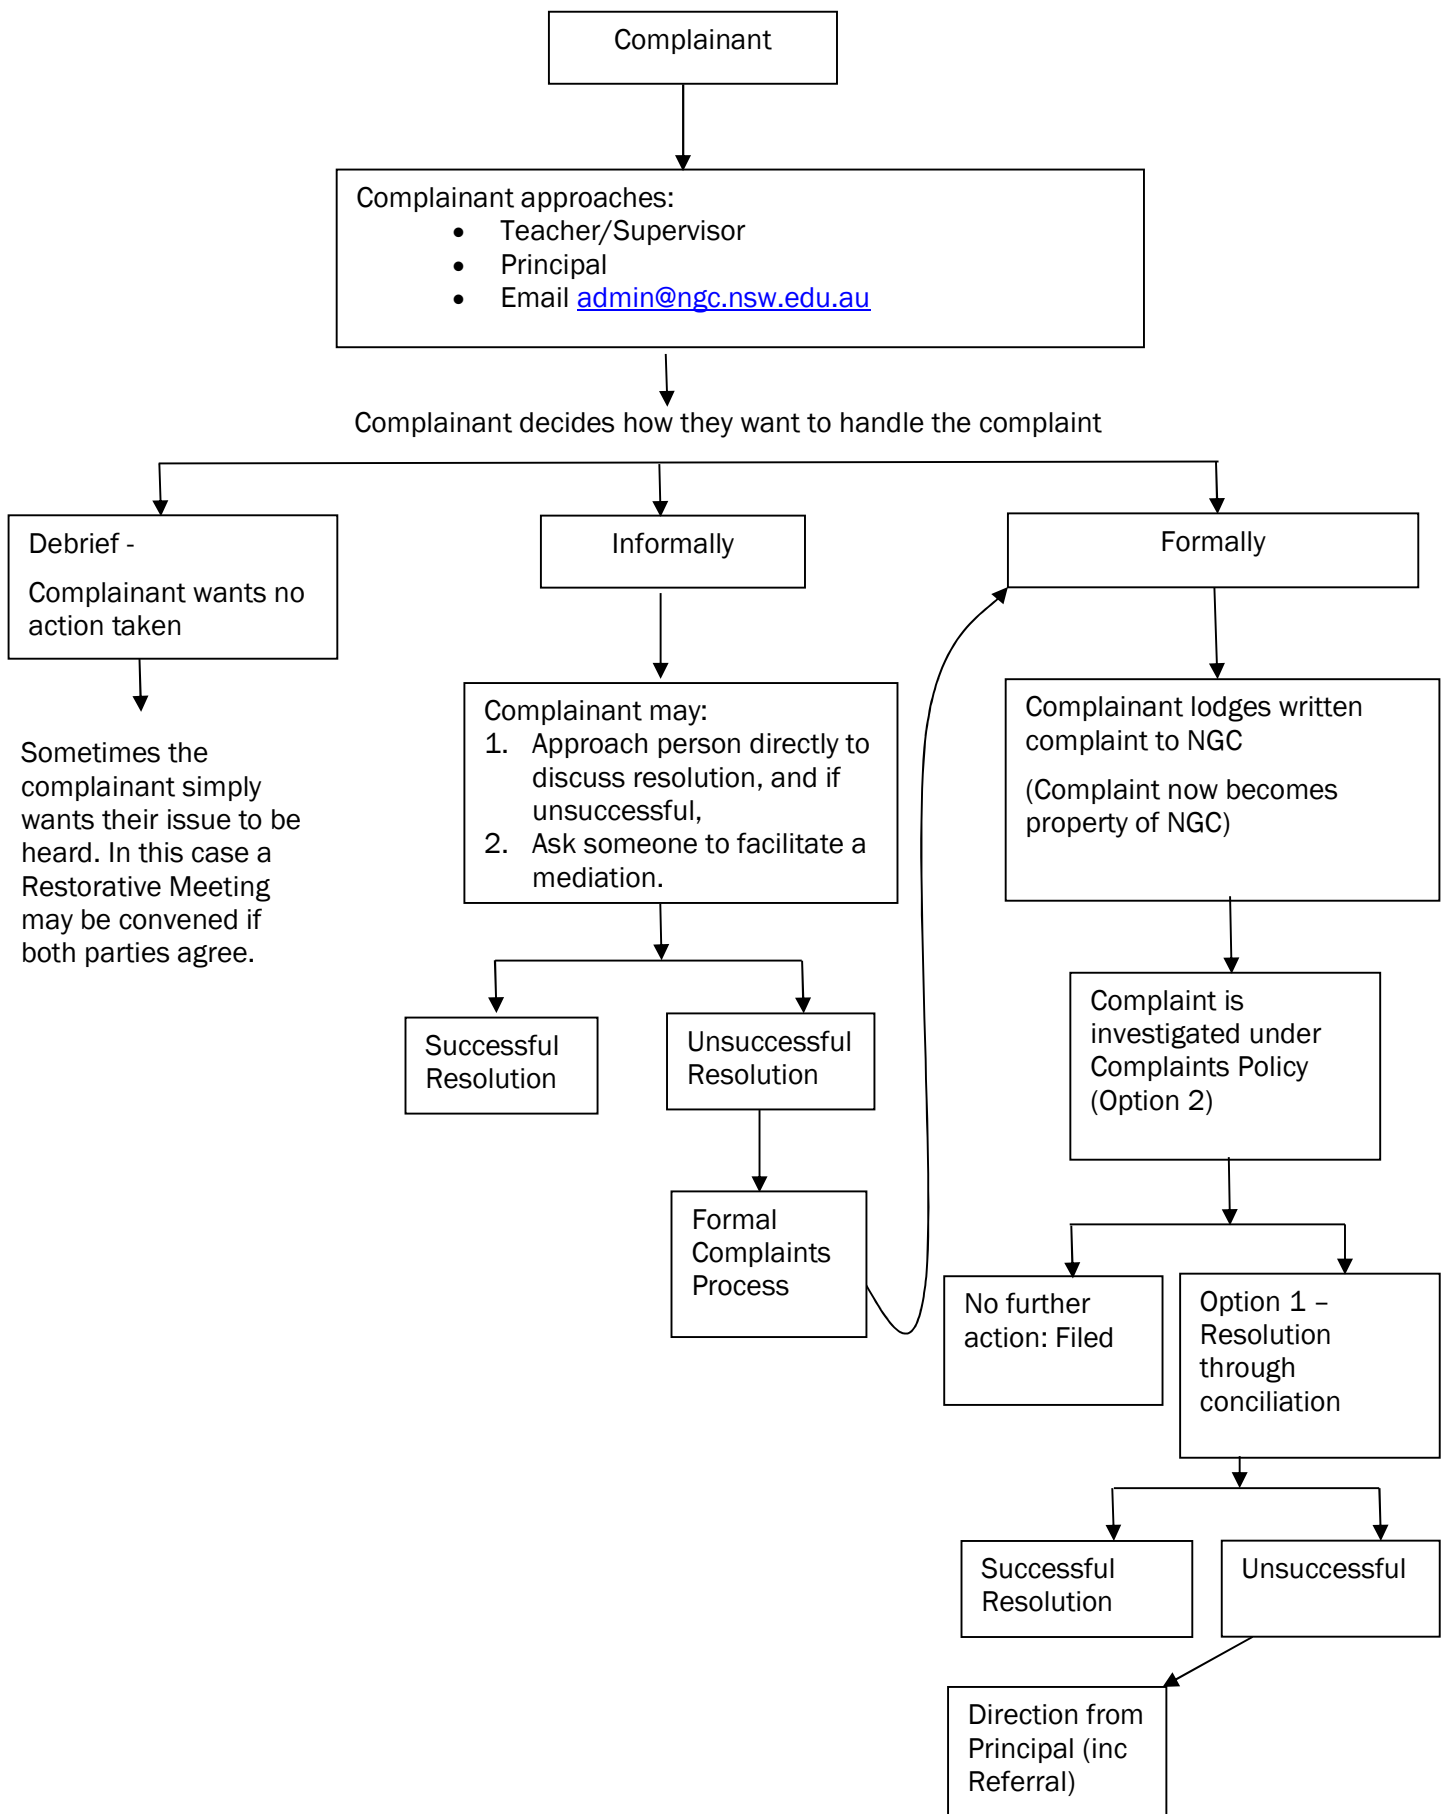 Complainant
Complainant approaches:
• Teacher/Supervisor
• Principal
• Email admin@ngc.nsw.edu.au
Complainant decides how they want to handle the complaint
Debrief -
Complainant wants no
action taken
Sometimes the
complainant simply
wants their issue to be
heard. In this case a
Restorative Meeting
may be convened if
both parties agree.
Informally
Complainant may:
1. Approach person directly to
discuss resolution, and if
unsuccessful,
2. Ask someone to facilitate a
mediation.
Successful
Resolution
Unsuccessful
Resolution
Formal
Complaints
Process
Formally
Complainant lodges written
complaint to NGC
(Complaint now becomes
property of NGC)
Complaint is
investigated under
Complaints Policy
(Option 2)
No further
action: Filed
Option 1 –
Resolution
through
conciliation
Successful
Resolution
Unsuccessful
Direction from
Principal (inc
Referral)